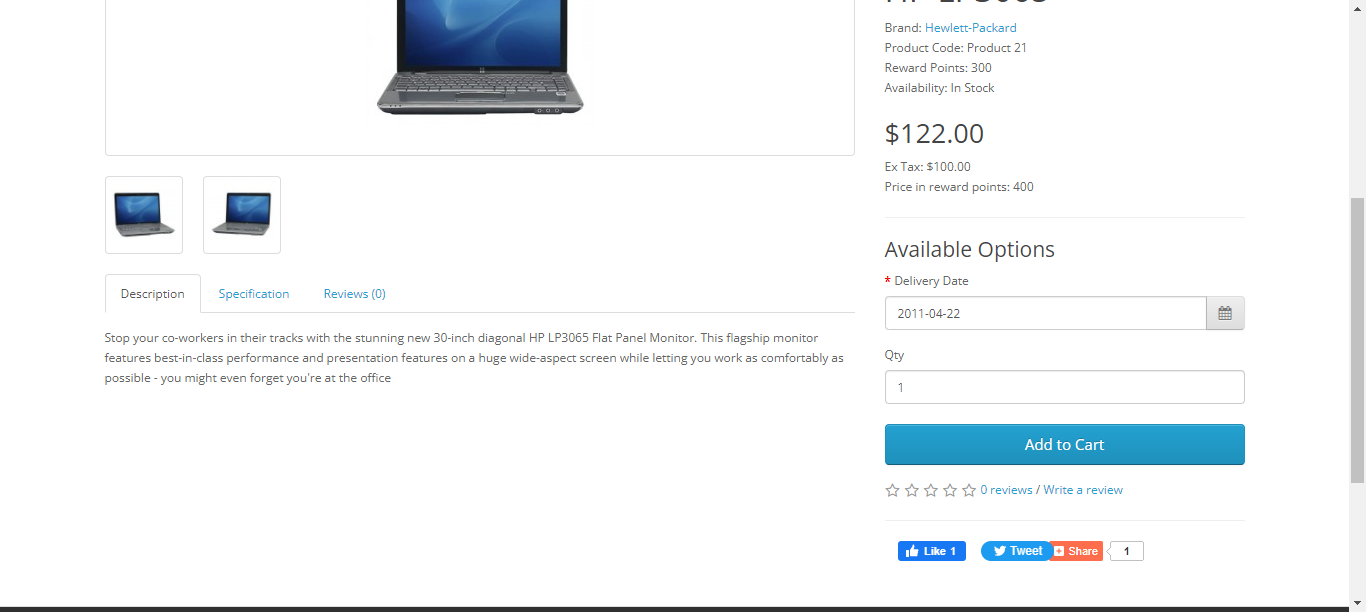 HP LP3065
Brand: Hewlett-Packard
Product Code: Product 21
Reward Points: 300
Availability: In Stock
$122.00
Ex Tax: $100.00
Price in reward points: 400
Available Options
* Delivery Date
2011-04-22
Qty
1
Add to Cart
0 reviews / Write a review
Like 1
Tweet
Share
1
Description
Specification
Reviews (0)
Stop your co-workers in their tracks with the stunning new 30-inch diagonal HP LP3065 Flat Panel Monitor. This flagship monitor
features best-in-class performance and presentation features on a huge wide-aspect screen while letting you work as comfortably as
possible - you might even forget you're at the office